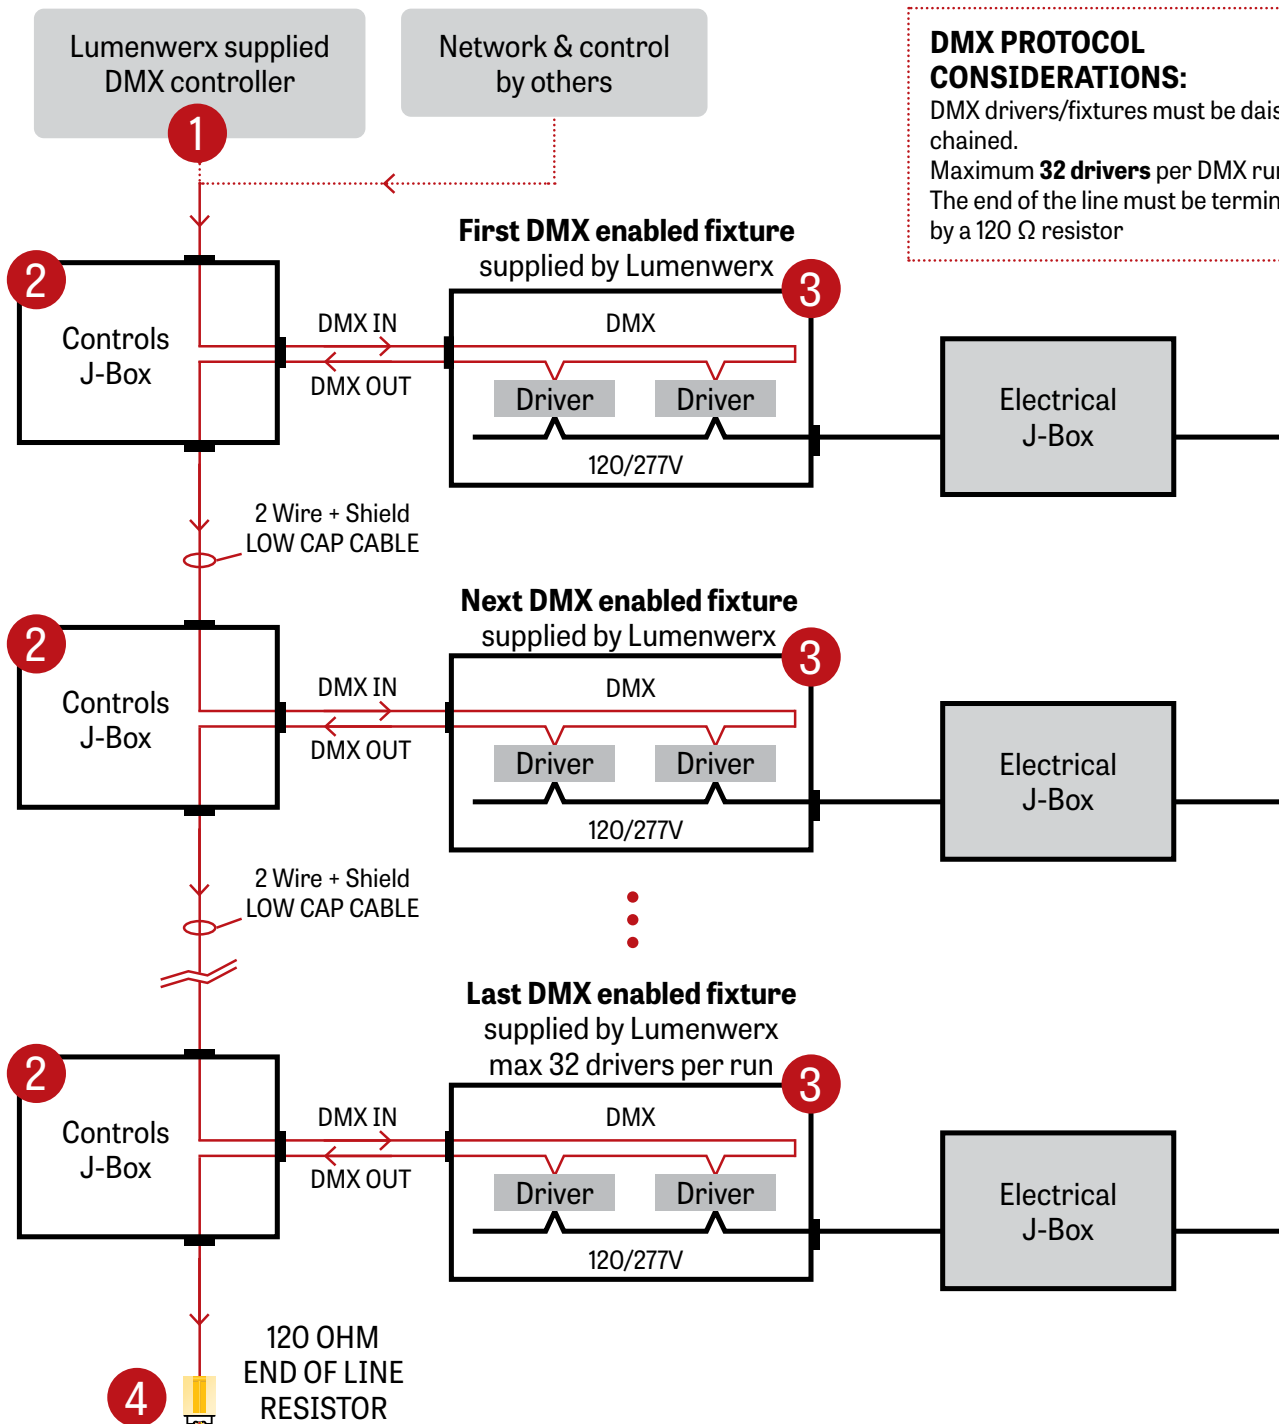 Lumenwerx supplied
DMX controller
1
Network & control
by others
DMX PROTOCOL
CONSIDERATIONS:
DMX drivers/fixtures must be
chained.
Maximum 32 drivers per DMX run
The end of the line must be
by a 120 Ω resistor
First DMX enabled fixture
supplied by Lumenwerx
2
Controls
J-Box
DMX IN
DMX OUT
3
DMX
Driver
Driver
120/277V
Electrical
J-Box
2 Wire + Shield
LOW CAP CABLE
Next DMX enabled fixture
supplied by Lumenwerx
2
Controls
J-Box
DMX IN
DMX OUT
3
DMX
Driver
Driver
120/277V
Electrical
J-Box
2 Wire + Shield
LOW CAP CABLE
Last DMX enabled fixture
supplied by Lumenwerx
max 32 drivers per run
2
Controls
J-Box
DMX IN
DMX OUT
3
DMX
Driver
Driver
120/277V
Electrical
J-Box
4
120 OHM
END OF LINE
RESISTOR